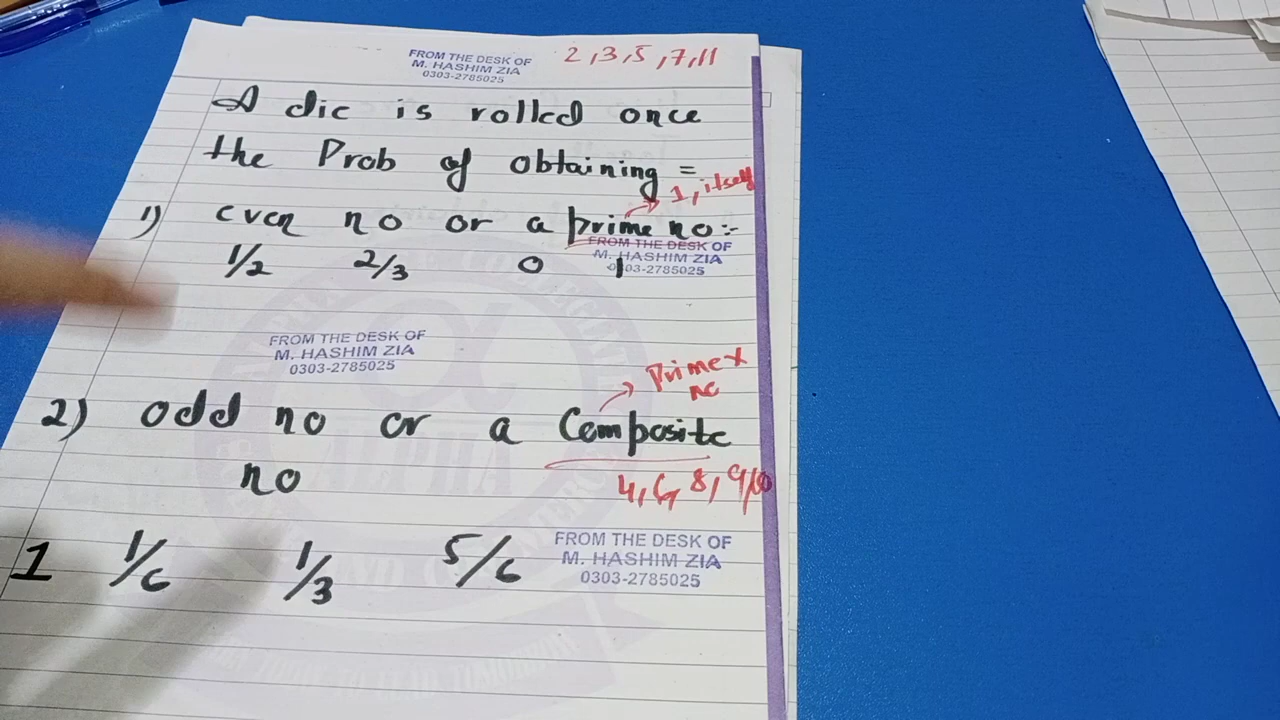 FROM THE DESK OF
M. HASHIM ZIA
0303-2785025
2,3,5,7,11
A die is rolled once
the Prob of obtaining =
1, itself
1) even no or a prime no:-
FROM THE DESK OF
M. HASHIM ZIA
0303-2785025
1/2 2/3 0 1
FROM THE DESK OF
M. HASHIM ZIA
0303-2785025
Prime x
no
2) odd no or a Composite
no
4,6,8,9,10
1 1/6 1/3 5/6
FROM THE DESK OF
M. HASHIM ZIA
0303-2785025